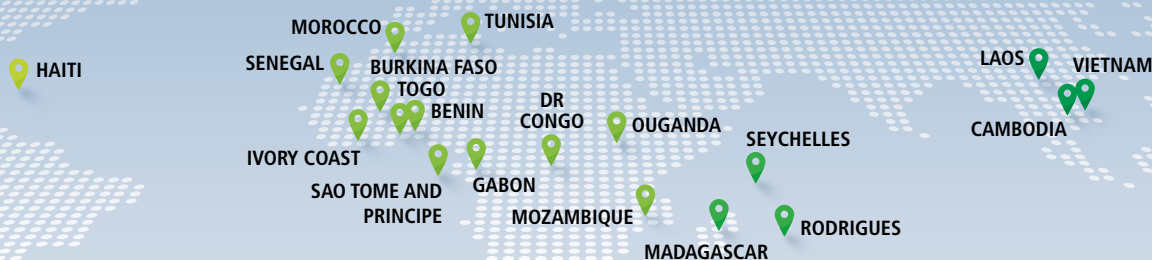 TUNISIA
MOROCCO
SENEGAL
BURKINA FASO
LAOS
VIETNAM
HAITI
TOGO
BENIN
DR
CONGO
OUGANDA
CAMBODIA
SEYCHELLES
IVORY COAST
SAO TOME AND
PRINCIPE
GABON
MOZAMBIQUE
RODRIGUES
MADAGASCAR